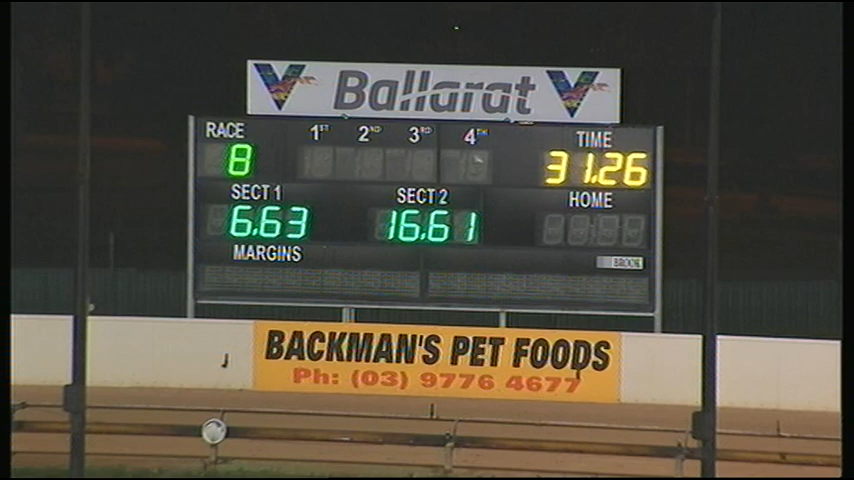 Ballarat
RACE 1ST 2ND 3RD 4TH TIME
8 31.26
SECT 1 SECT 2 HOME
6.63 16.61
MARGINS
BACKMAN'S PET FOODS
Ph: (03) 9776 4677